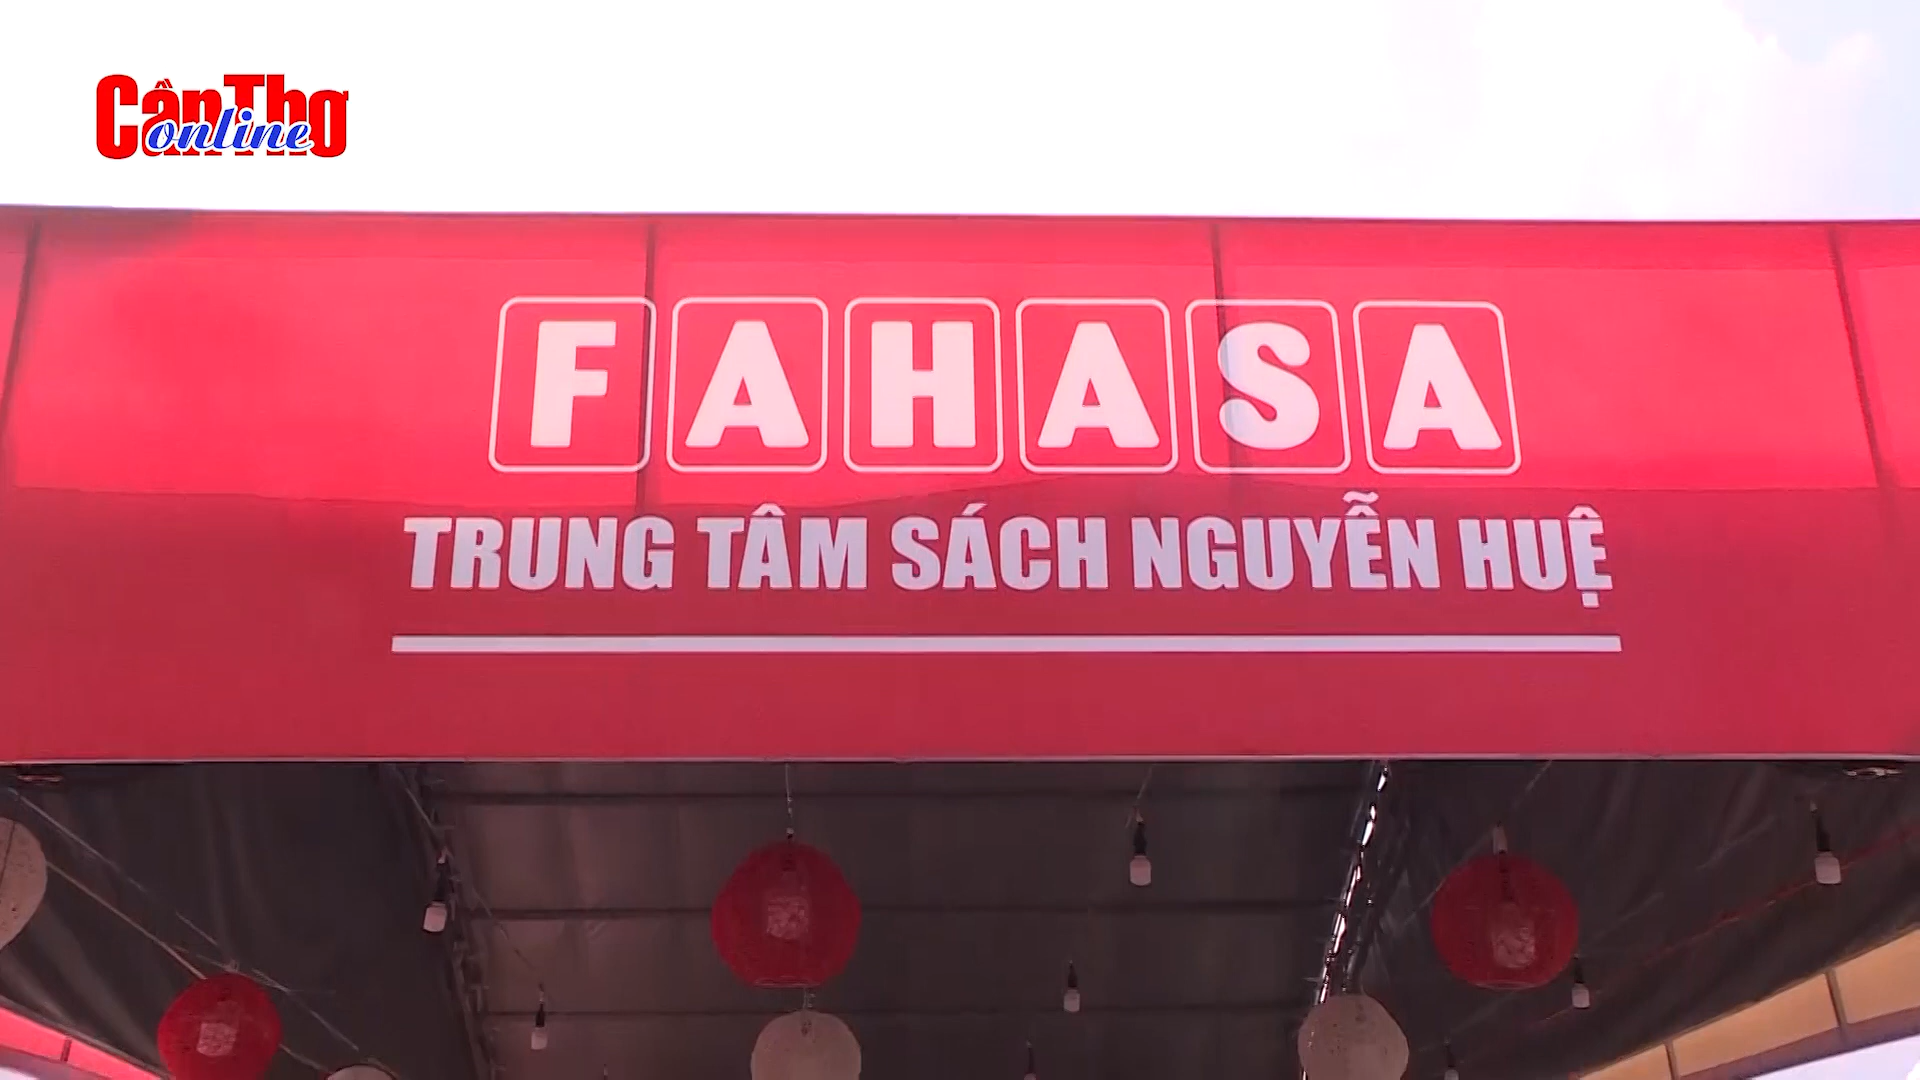 Cần Thơ
online
FAHASA
TRUNG TÂM SÁCH NGUYỄN HUỆ